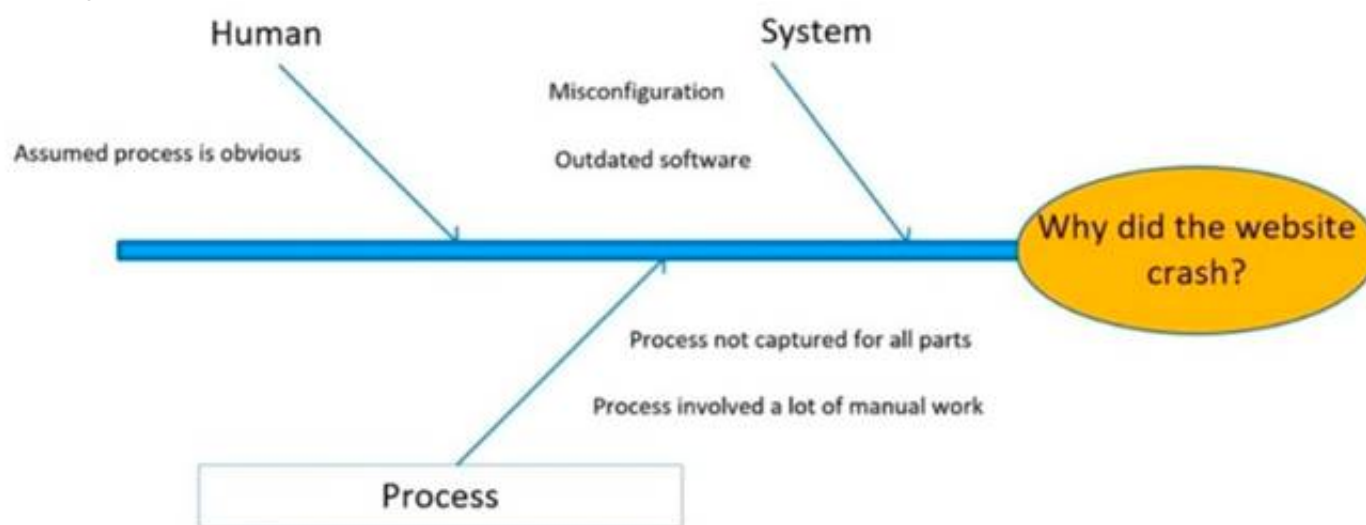 Human
System
Misconfiguration
Assumed process is obvious
Outdated software
Why did the website
crash?
Process not captured for all parts
Process involved a lot of manual work
Process